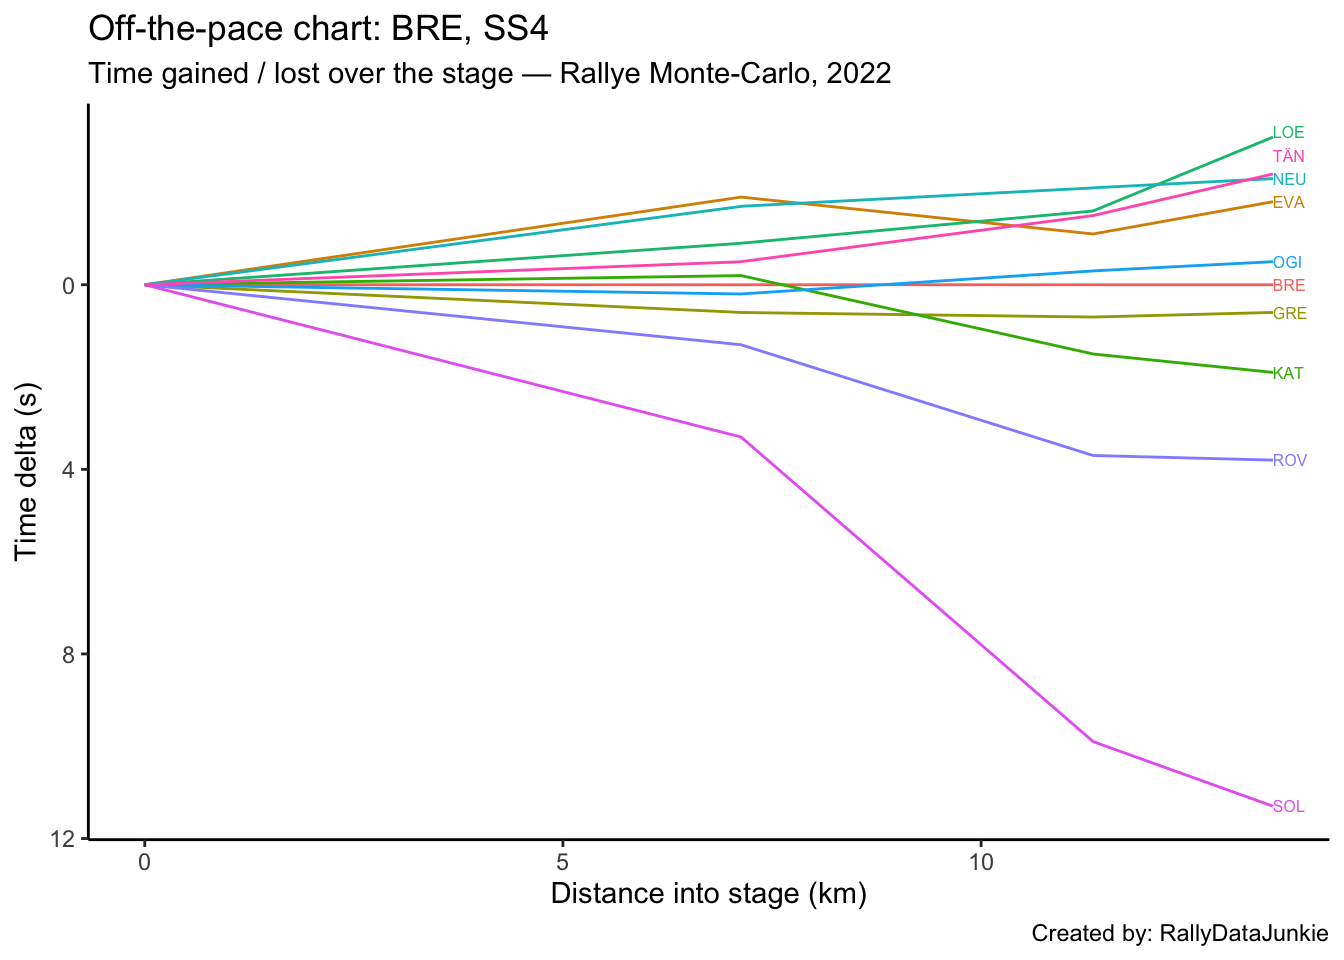 Off-the-pace chart: BRE, SS4
Time gained / lost over the stage — Rallye Monte-Carlo, 2022
LOE
TÄN
NEU
EVA
OGI
BRE
GRE
KAT
ROV
SOL
0
4
8
12
Time delta (s)
0 5 10
Distance into stage (km)
Created by: RallyDataJunkie